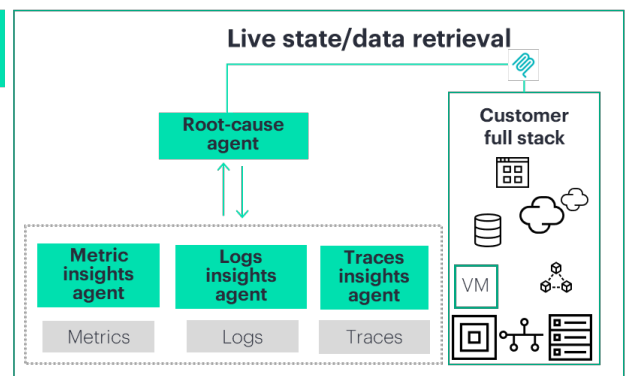 Live state/data retrieval
Root-cause
agent
Customer
full stack
Metric
insights
agent
Logs
insights
agent
Traces
insights
agent
VM
Metrics
Logs
Traces